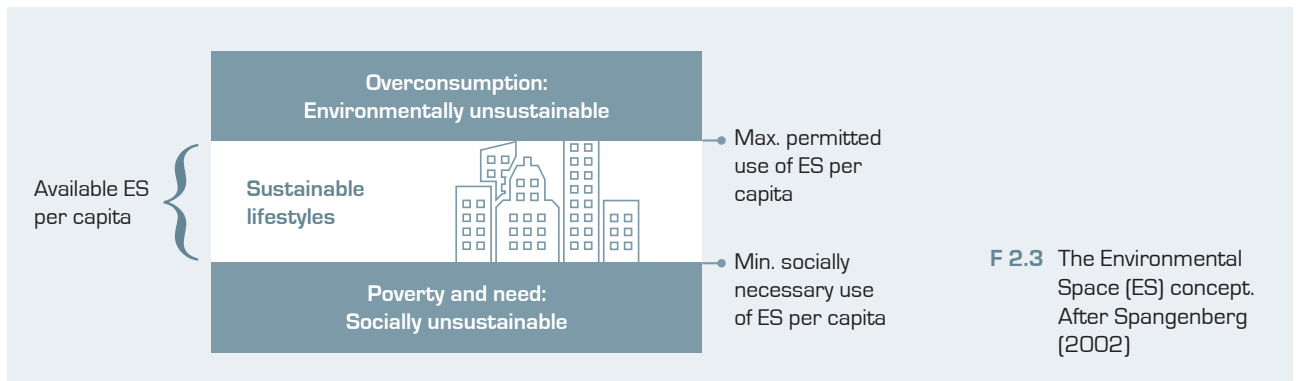 Overconsumption:
Environmentally unsustainable
Available ES
per capita
Sustainable
lifestyles
Max. permitted
use of ES per
capita
Min. socially
necessary use
of ES per capita
Poverty and need:
Socially unsustainable
F 2.3 The Environmental
Space (ES) concept.
After Spangenberg
(2002)